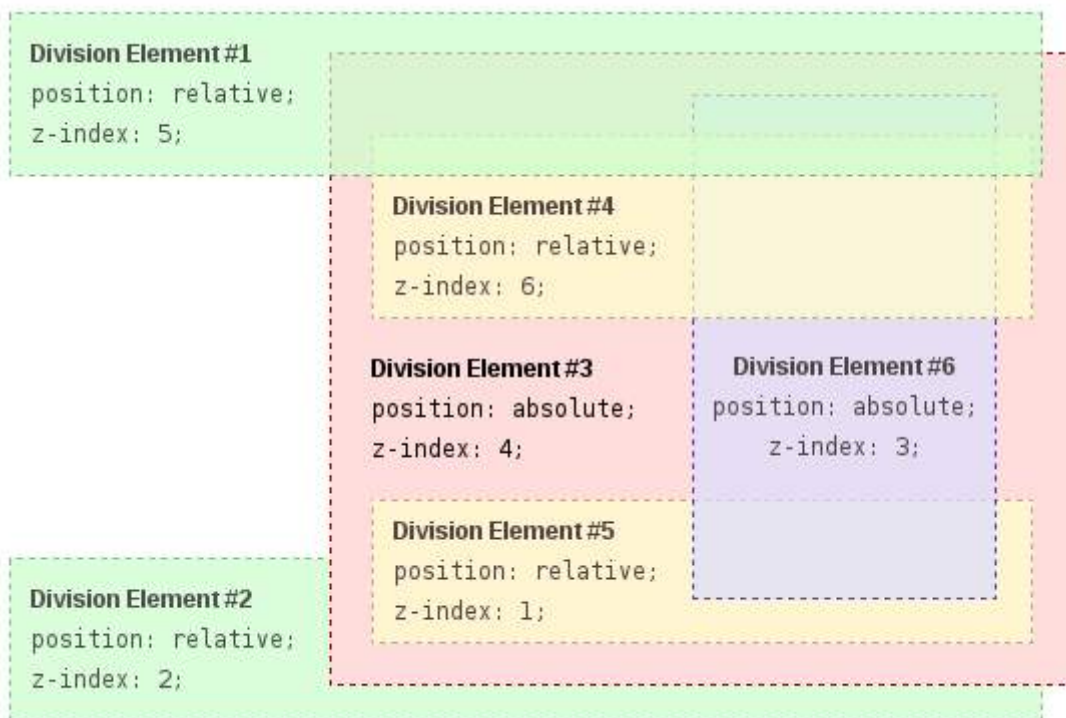 Division Element #1
position: relative;
z-index: 5;
Division Element #4
position: relative;
z-index: 6;
Division Element #3
position: absolute;
z-index: 4;
Division Element #6
position: absolute;
z-index: 3;
Division Element #5
position: relative;
z-index: 1;
Division Element #2
position: relative;
z-index: 2;